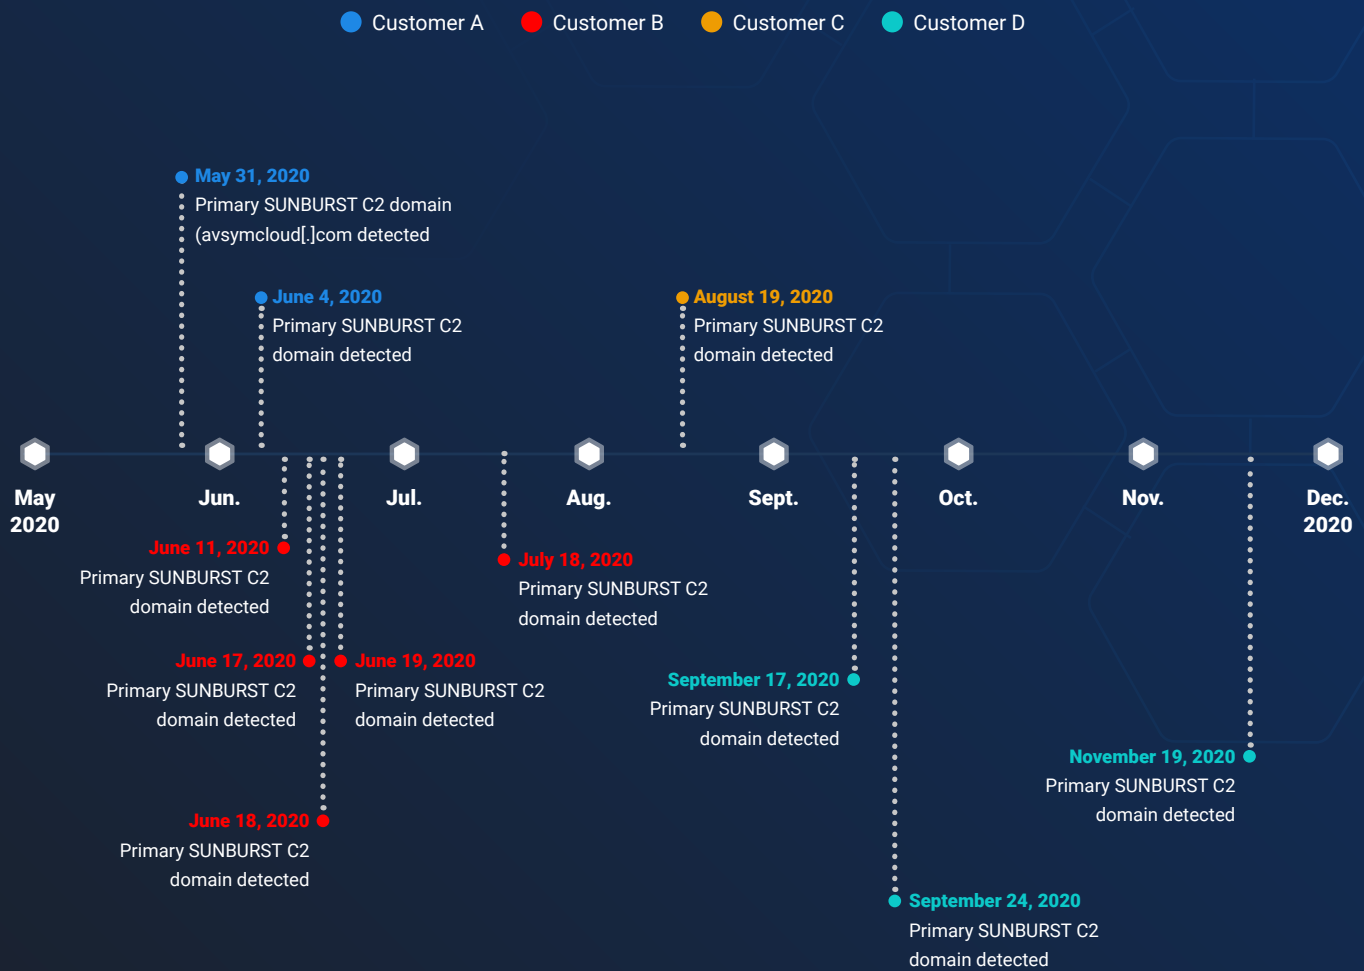 Customer A
Customer B
Customer C
Customer D
May 31, 2020
Primary SUNBURST C2 domain
(avsymcloud[.]com detected
June 4, 2020
Primary SUNBURST C2
domain detected
August 19, 2020
Primary SUNBURST C2
domain detected
May
2020
Jun.
Jul.
Aug.
Sept.
Oct.
Nov.
Dec.
2020
June 11, 2020
Primary SUNBURST C2
domain detected
July 18, 2020
Primary SUNBURST C2
domain detected
June 17, 2020
Primary SUNBURST C2
domain detected
June 19, 2020
Primary SUNBURST C2
domain detected
September 17, 2020
Primary SUNBURST C2
domain detected
November 19, 2020
Primary SUNBURST C2
domain detected
June 18, 2020
Primary SUNBURST C2
domain detected
September 24, 2020
Primary SUNBURST C2
domain detected